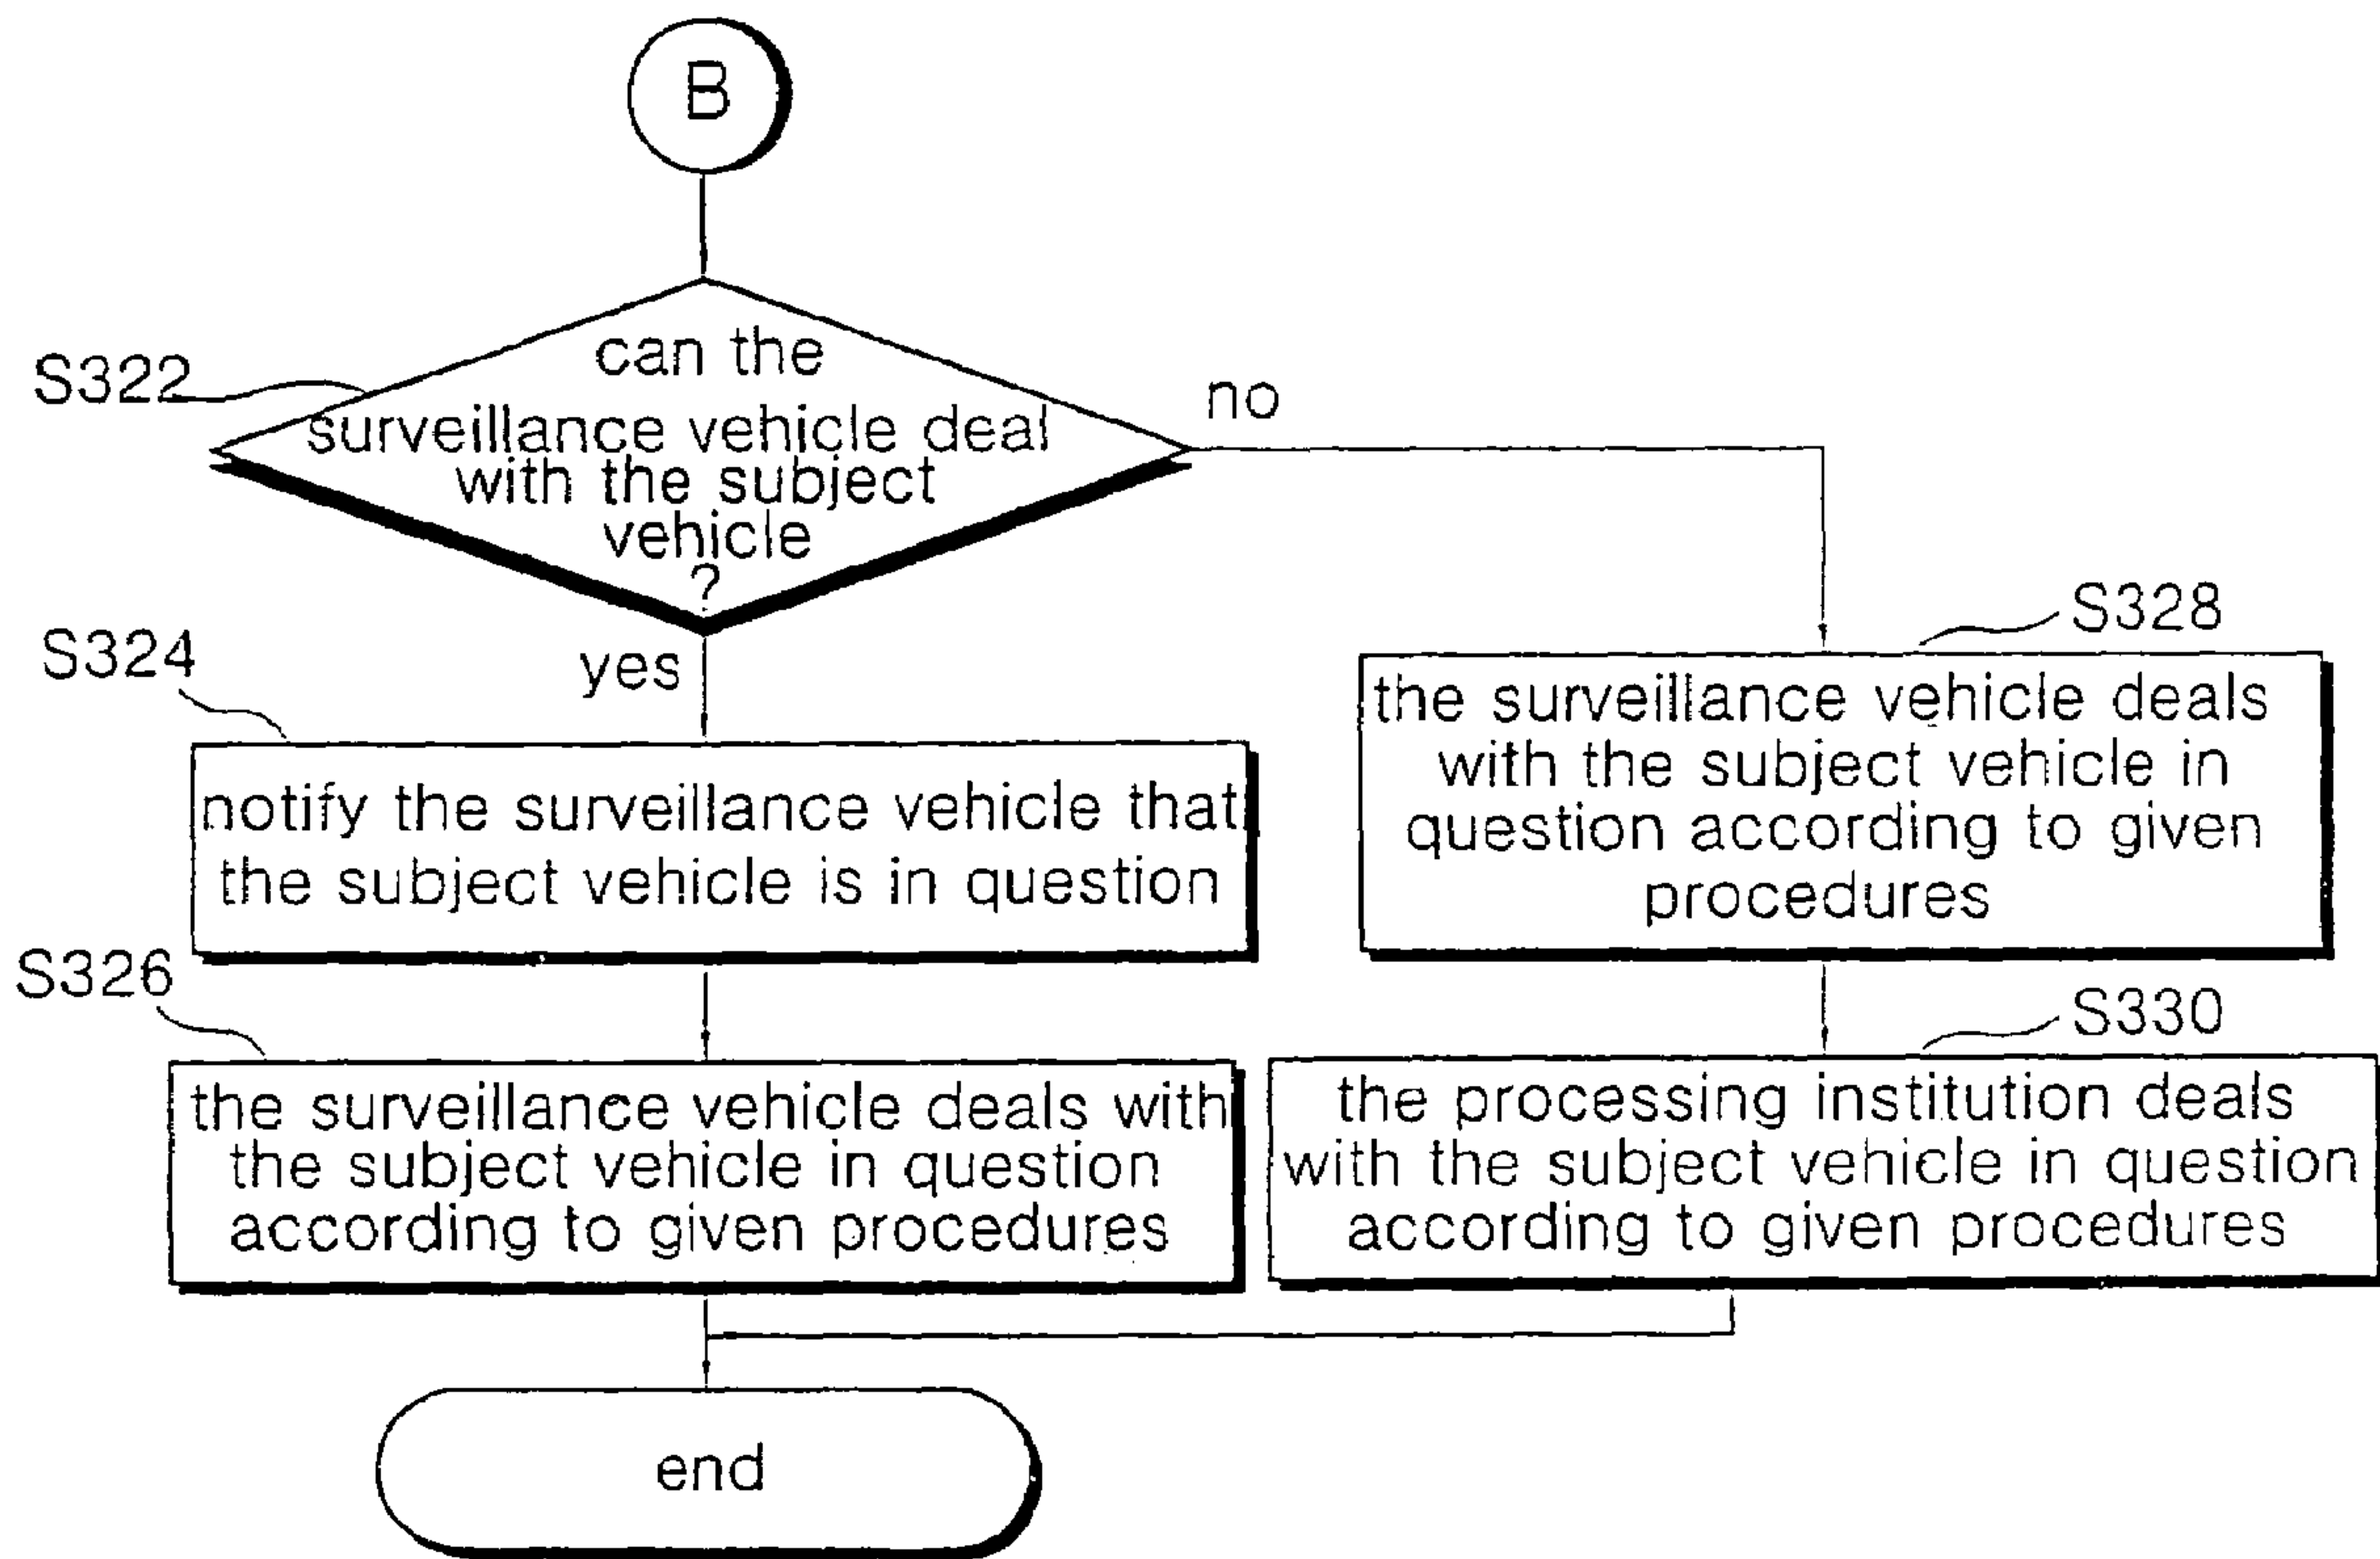 B
S322
can the
surveillance vehicle deal
with the subject
vehicle
?
no
yes
S324
notify the surveillance vehicle that
the subject vehicle is in question
S326
the surveillance vehicle deals with
the subject vehicle in question
according to given procedures
S328
the surveillance vehicle deals
with the subject vehicle in
question according to given
procedures
S330
the processing institution deals
with the subject vehicle in question
according to given procedures
end